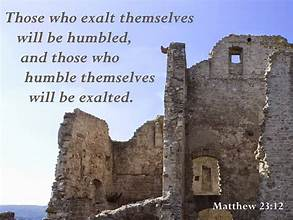 Those who exalt themselves
will be humbled,
and those who
humble themselves
will be exalted.
Matthew 23:12